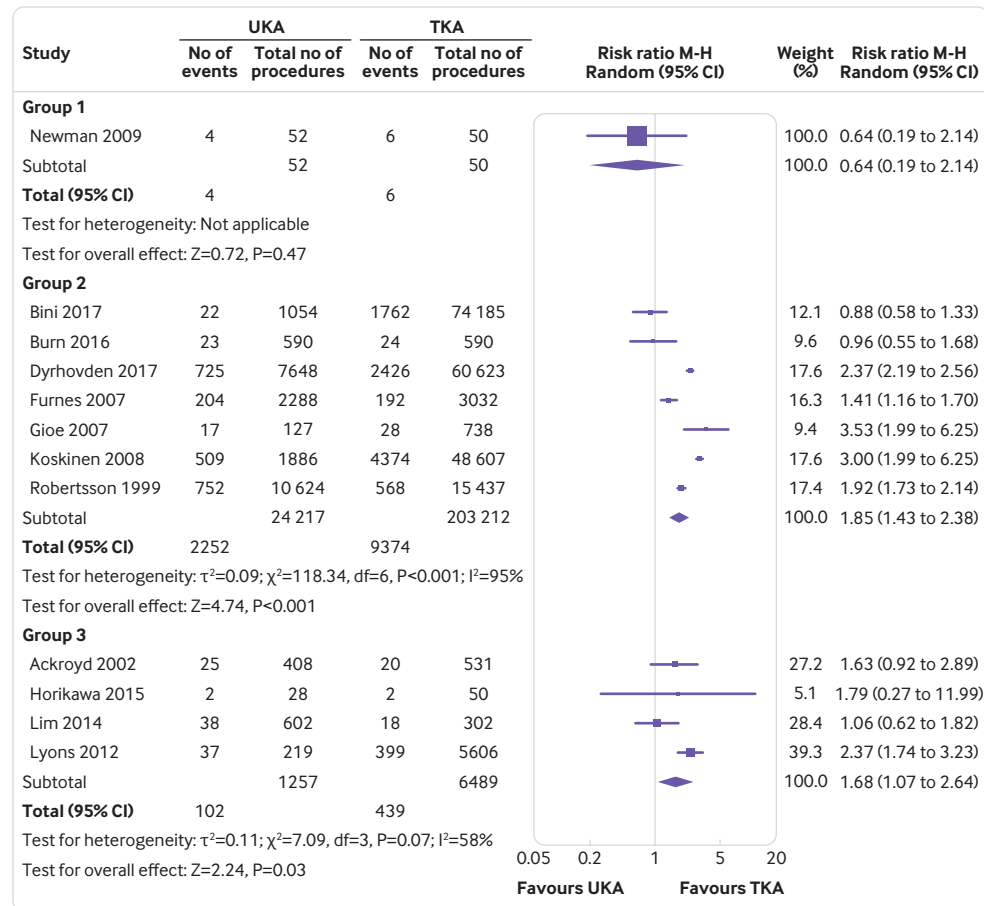 UKA TKA
Study No of events Total no of procedures No of events Total no of procedures Risk ratio M-H Random (95% CI) Weight (%) Risk ratio M-H Random (95% CI)
Group 1
Newman 2009 4 52 6 50 100.0 0.64 (0.19 to 2.14)
Subtotal 52 50 100.0 0.64 (0.19 to 2.14)
Total (95% CI) 4 6
Test for heterogeneity: Not applicable
Test for overall effect: Z=0.72, P=0.47
Group 2
Bini 2017 22 1054 1762 74 185 12.1 0.88 (0.58 to 1.33)
Burn 2016 23 590 24 590 9.6 0.96 (0.55 to 1.68)
Dyrhovden 2017 725 7648 2426 60 623 17.6 2.37 (2.19 to 2.56)
Furnes 2007 204 2288 192 3032 16.3 1.41 (1.16 to 1.70)
Gioe 2007 17 127 28 738 9.4 3.53 (1.99 to 6.25)
Koskinen 2008 509 1886 4374 48 607 17.6 3.00 (1.99 to 6.25)
Robertsson 1999 752 10 624 568 15 437 17.4 1.92 (1.73 to 2.14)
Subtotal 24 217 203 212 100.0 1.85 (1.43 to 2.38)
Total (95% CI) 2252 9374
Test for heterogeneity: τ²=0.09; χ²=118.34, df=6, P<0.001; I²=95%
Test for overall effect: Z=4.74, P<0.001
Group 3
Ackroyd 2002 25 408 20 531 27.2 1.63 (0.92 to 2.89)
Horikawa 2015 2 28 2 50 5.1 1.79 (0.27 to 11.99)
Lim 2014 38 602 18 302 28.4 1.06 (0.62 to 1.82)
Lyons 2012 37 219 399 5606 39.3 2.37 (1.74 to 3.23)
Subtotal 1257 6489 100.0 1.68 (1.07 to 2.64)
Total (95% CI) 102 439
Test for heterogeneity: τ²=0.11; χ²=7.09, df=3, P=0.07; I²=58%
Test for overall effect: Z=2.24, P=0.03
0.05 0.2 1 5 20
Favours UKA Favours TKA